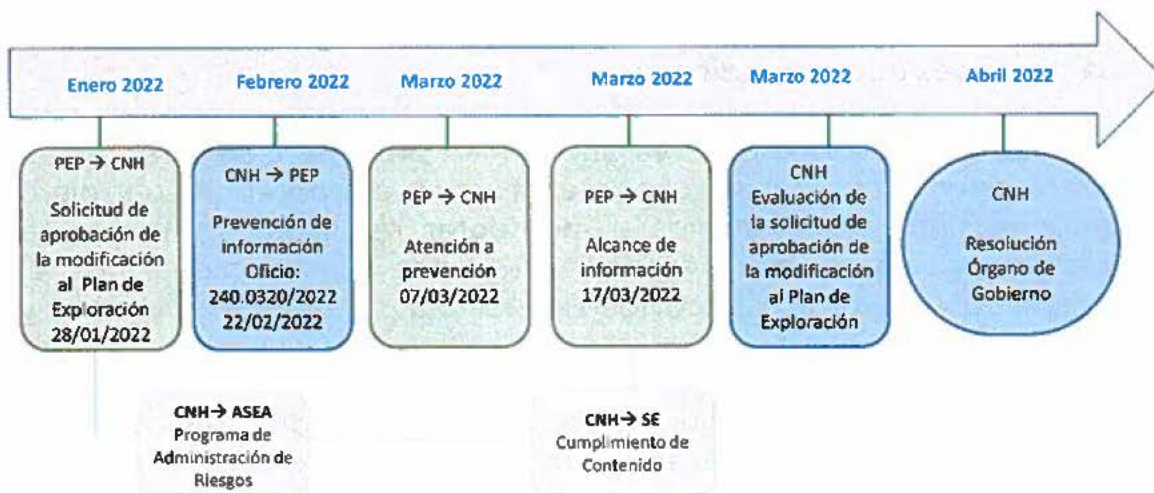 Enero 2022
Febrero 2022
Marzo 2022
Marzo 2022
Marzo 2022
Abril 2022
PEP → CNH
Solicitud de
aprobación de
la modificación
al Plan de
Exploración
28/01/2022
CNH → PEP
Prevención de
información
Oficio:
240.0320/2022
22/02/2022
PEP → CNH
Atención a
prevención
07/03/2022
PEP → CNH
Alcance de
información
17/03/2022
CNH
Evaluación de
la solicitud de
aprobación de
la modificación
al Plan de
Exploración
CNH
Resolución
Órgano de
Gobierno
CNH→ ASEA
Programa de
Administración de
Riesgos
CNH→ SE
Cumplimiento de
Contenido